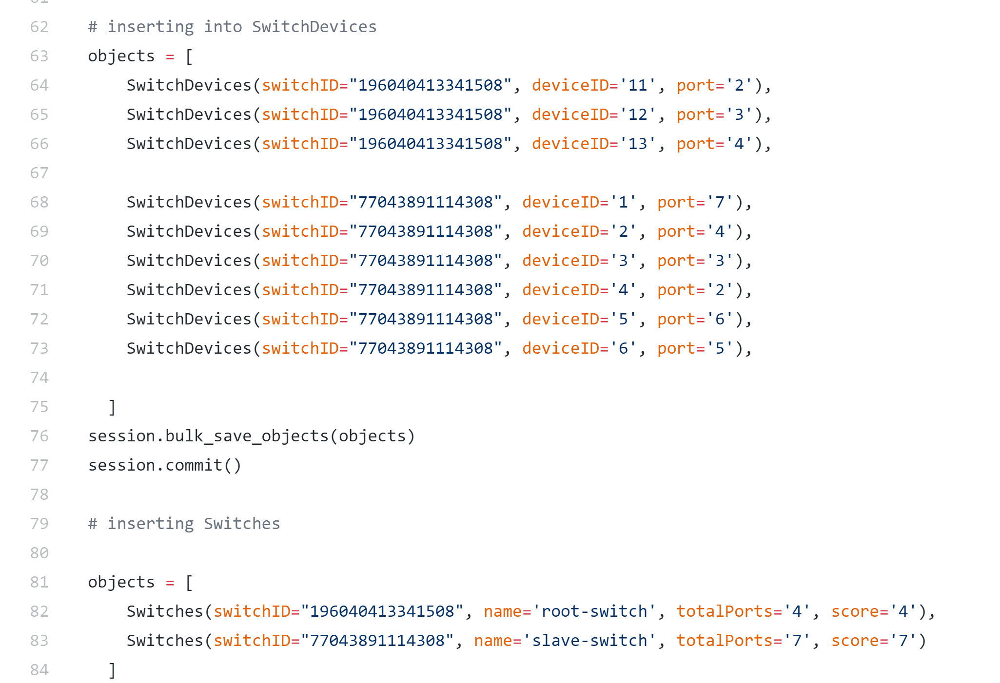 62 # inserting into SwitchDevices
63 objects = [
64 SwitchDevices(switchID="196040413341508", deviceID='11', port='2'),
65 SwitchDevices(switchID="196040413341508", deviceID='12', port='3'),
66 SwitchDevices(switchID="196040413341508", deviceID='13', port='4'),
67
68 SwitchDevices(switchID="77043891114308", deviceID='1', port='7'),
69 SwitchDevices(switchID="77043891114308", deviceID='2', port='4'),
70 SwitchDevices(switchID="77043891114308", deviceID='3', port='3'),
71 SwitchDevices(switchID="77043891114308", deviceID='4', port='2'),
72 SwitchDevices(switchID="77043891114308", deviceID='5', port='6'),
73 SwitchDevices(switchID="77043891114308", deviceID='6', port='5'),
74
75 ]
76 session.bulk_save_objects(objects)
77 session.commit()
78
79 # inserting Switches
80
81 objects = [
82 Switches(switchID="196040413341508", name='root-switch', totalPorts='4', score='4'),
83 Switches(switchID="77043891114308", name='slave-switch', totalPorts='7', score='7')
84 ]